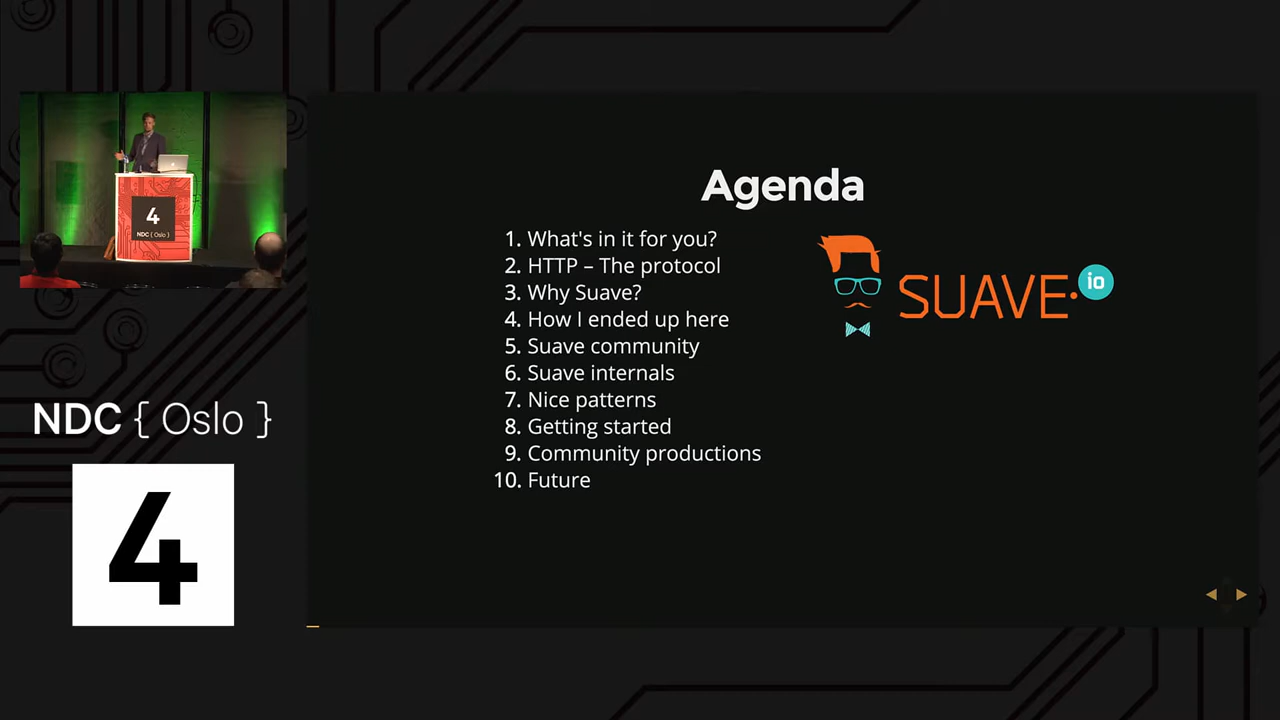 4
NDC { Oslo }
NDC { Oslo }
4
Agenda
1. What's in it for you?
2. HTTP – The protocol
3. Why Suave?
4. How I ended up here
5. Suave community
6. Suave internals
7. Nice patterns
8. Getting started
9. Community productions
10. Future
SUAVE.io